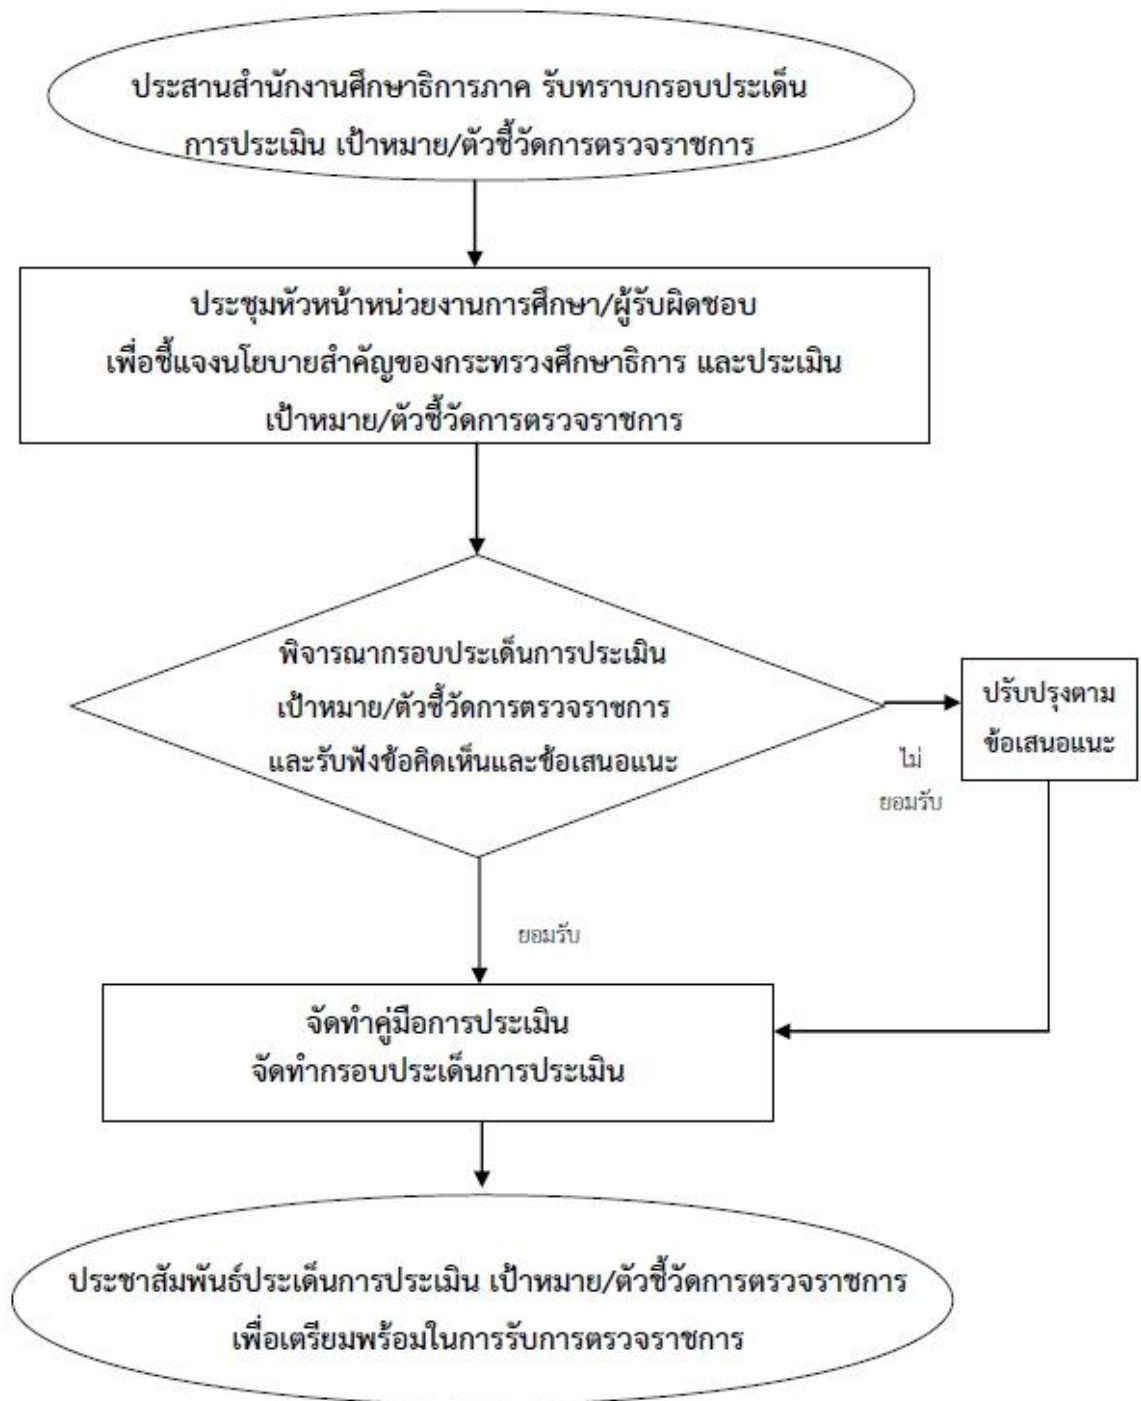 ประสานสำนักงานศึกษาธิการภาค รับทราบกรอบประเด็น
การประเมิน เป้าหมาย/ตัวชี้วัดการตรวจราชการ
ประชุมหัวหน้าหน่วยงานการศึกษา/ผู้รับผิดชอบ
เพื่อชี้แจงนโยบายสำคัญของกระทรวงศึกษาธิการ และประเมิน
เป้าหมาย/ตัวชี้วัดการตรวจราชการ
พิจารณากรอบประเด็นการประเมิน
เป้าหมาย/ตัวชี้วัดการตรวจราชการ
และรับฟังข้อคิดเห็นและข้อเสนอแนะ
ไม่
ยอมรับ
ปรับปรุงตาม
ข้อเสนอแนะ
ยอมรับ
จัดทำคู่มือการประเมิน
จัดทำกรอบประเด็นการประเมิน
ประชาสัมพันธ์ประเด็นการประเมิน เป้าหมาย/ตัวชี้วัดการตรวจราชการ
เพื่อเตรียมพร้อมในการรับการตรวจราชการ